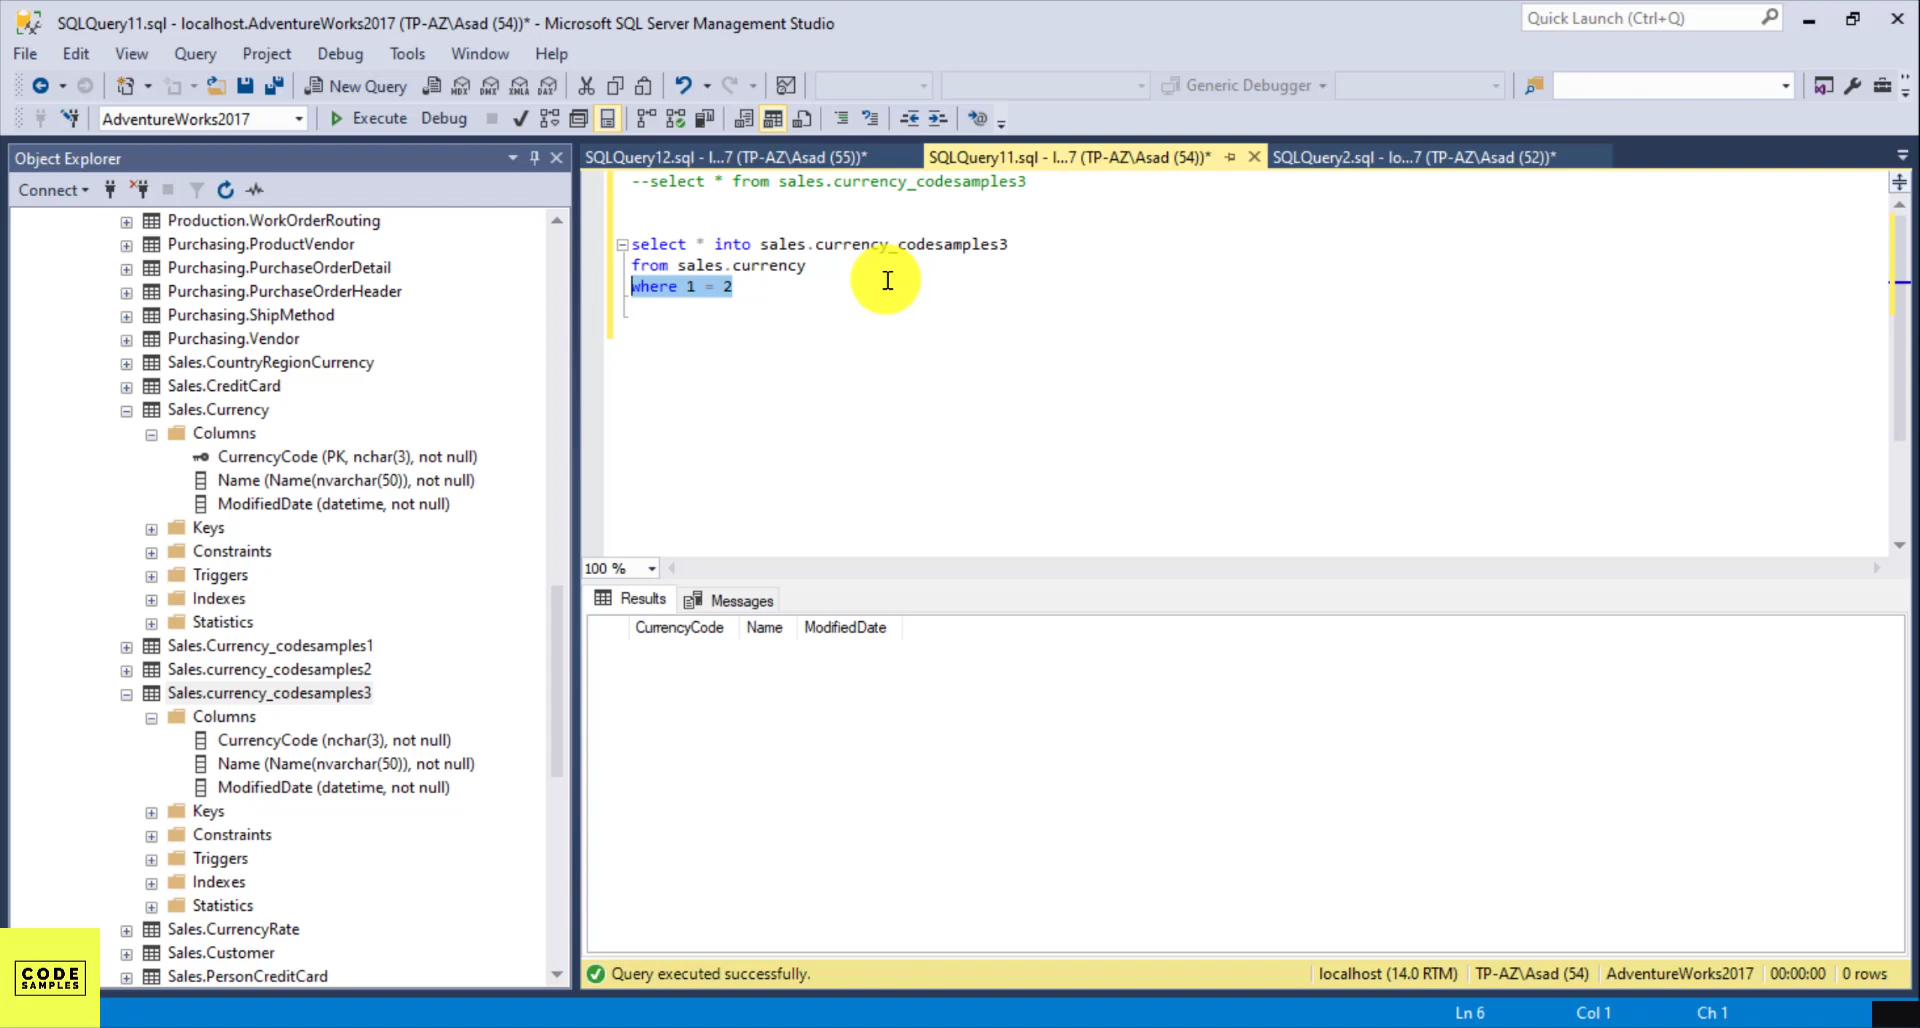 SQLQuery11.sql - localhost.AdventureWorks2017 (TP-AZ\Asad (54))* - Microsoft SQL Server Management Studio
Quick Launch (Ctrl+Q)
File Edit View Query Project Debug Tools Window Help
New Query MDX DMX XMLA DAX Generic Debugger
AdventureWorks2017 Execute Debug
Object Explorer
Connect
Production.WorkOrderRouting
Purchasing.ProductVendor
Purchasing.PurchaseOrderDetail
Purchasing.PurchaseOrderHeader
Purchasing.ShipMethod
Purchasing.Vendor
Sales.CountryRegionCurrency
Sales.CreditCard
Sales.Currency
Columns
CurrencyCode (PK, nchar(3), not null)
Name (Name(nvarchar(50)), not null)
ModifiedDate (datetime, not null)
Keys
Constraints
Triggers
Indexes
Statistics
Sales.Currency_codesamples1
Sales.currency_codesamples2
Sales.currency_codesamples3
Columns
CurrencyCode (nchar(3), not null)
Name (Name(nvarchar(50)), not null)
ModifiedDate (datetime, not null)
Keys
Constraints
Triggers
Indexes
Statistics
Sales.CurrencyRate
Sales.Customer
Sales.PersonCreditCard
SQLQuery12.sql - l...7 (TP-AZ\Asad (55))* SQLQuery11.sql - l...7 (TP-AZ\Asad (54))* SQLQuery2.sql - lo...7 (TP-AZ\Asad (52))*
--select * from sales.currency_codesamples3
select * into sales.currency_codesamples3
from sales.currency
where 1 = 2
100 %
Results Messages
CurrencyCode Name ModifiedDate
Query executed successfully. localhost (14.0 RTM) TP-AZ\Asad (54) AdventureWorks2017 00:00:00 0 rows
Ln 6 Col 1 Ch 1
CODE
SAMPLES